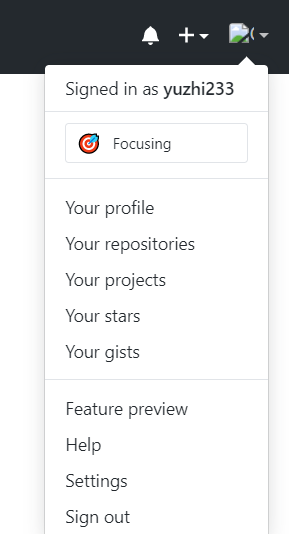 Signed in as yuzhi233
Focusing
Your profile
Your repositories
Your projects
Your stars
Your gists
Feature preview
Help
Settings
Sign out